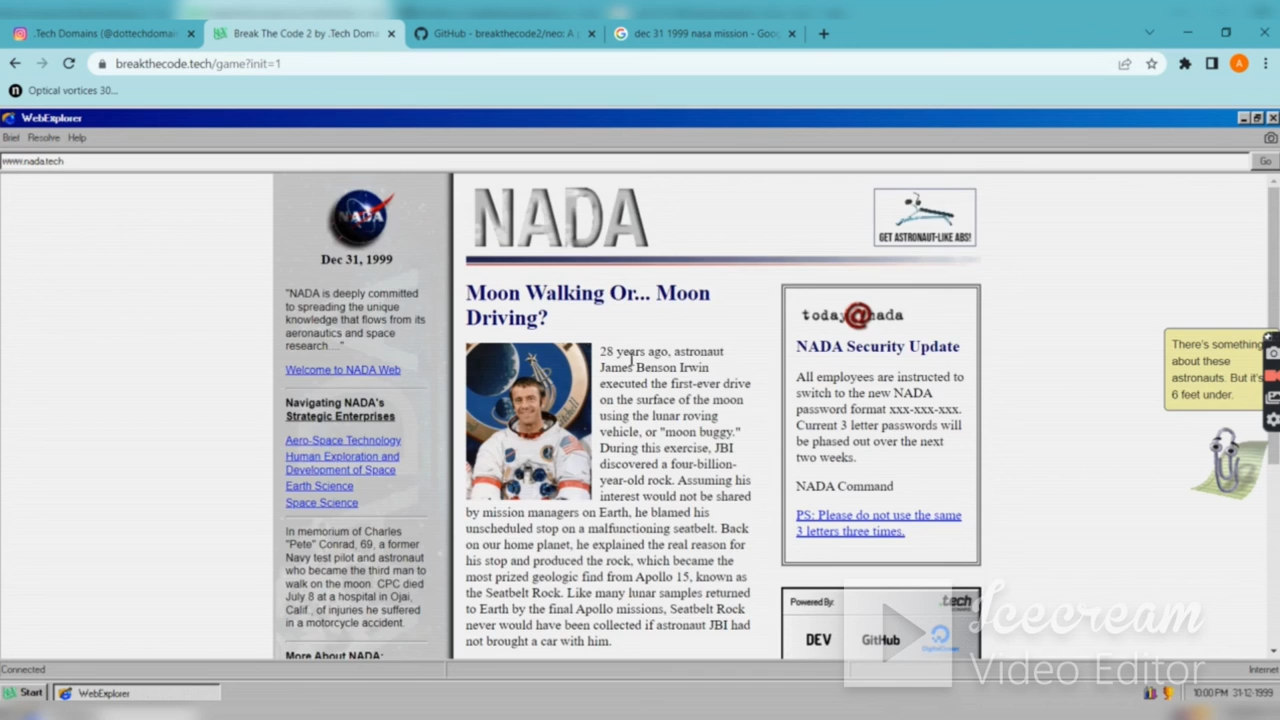 .Tech Domains (@dottechdomai
Break The Code 2 by .Tech Doma
GitHub - breakthecode2/neo: A
dec 31 1999 nasa mission - Goo
breakthecode.tech/game?init=1
A
Optical vortices 30...
WebExplorer
Brief Resolve Help
www.nada.tech
Go
NADA
Dec 31, 1999
"NADA is deeply committed
to spreading the unique
knowledge that flows from its
aeronautics and space
research...."
Welcome to NADA Web
Navigating NADA's
Strategic Enterprises
Aero-Space Technology
Human Exploration and
Development of Space
Earth Science
Space Science
In memorium of Charles
"Pete" Conrad, 69, a former
Navy test pilot and astronaut
who became the third man to
walk on the moon. CPC died
July 8 at a hospital in Ojai,
Calif., of injuries he suffered
in a motorcycle accident.
More About NADA:
NADA
GET ASTRONAUT-LIKE ABS!
Moon Walking Or... Moon
Driving?
28 years ago, astronaut
James Benson Irwin
executed the first-ever drive
on the surface of the moon
using the lunar roving
vehicle, or "moon buggy."
During this exercise, JBI
discovered a four-billion-
year-old rock. Assuming his
interest would not be shared
by mission managers on Earth, he blamed his
unscheduled stop on a malfunctioning seatbelt. Back
on our home planet, he explained the real reason for
his stop and produced the rock, which became the
most prized geologic find from Apollo 15, known as
the Seatbelt Rock. Like many lunar samples returned
to Earth by the final Apollo missions, Seatbelt Rock
never would have been collected if astronaut JBI had
not brought a car with him.
today@nada
NADA Security Update
All employees are instructed to
switch to the new NADA
password format xxx-xxx-xxx.
Current 3 letter passwords will
be phased out over the next
two weeks.
NADA Command
PS: Please do not use the same
3 letters three times.
Powered By:
.tech
DEV
GitHub
DigitalOcean
There's something
about these
astronauts. But it's
6 feet under.
Icecream
Video Editor
Connected
Internet
Start
WebExplorer
10:00 PM 31-12-1999